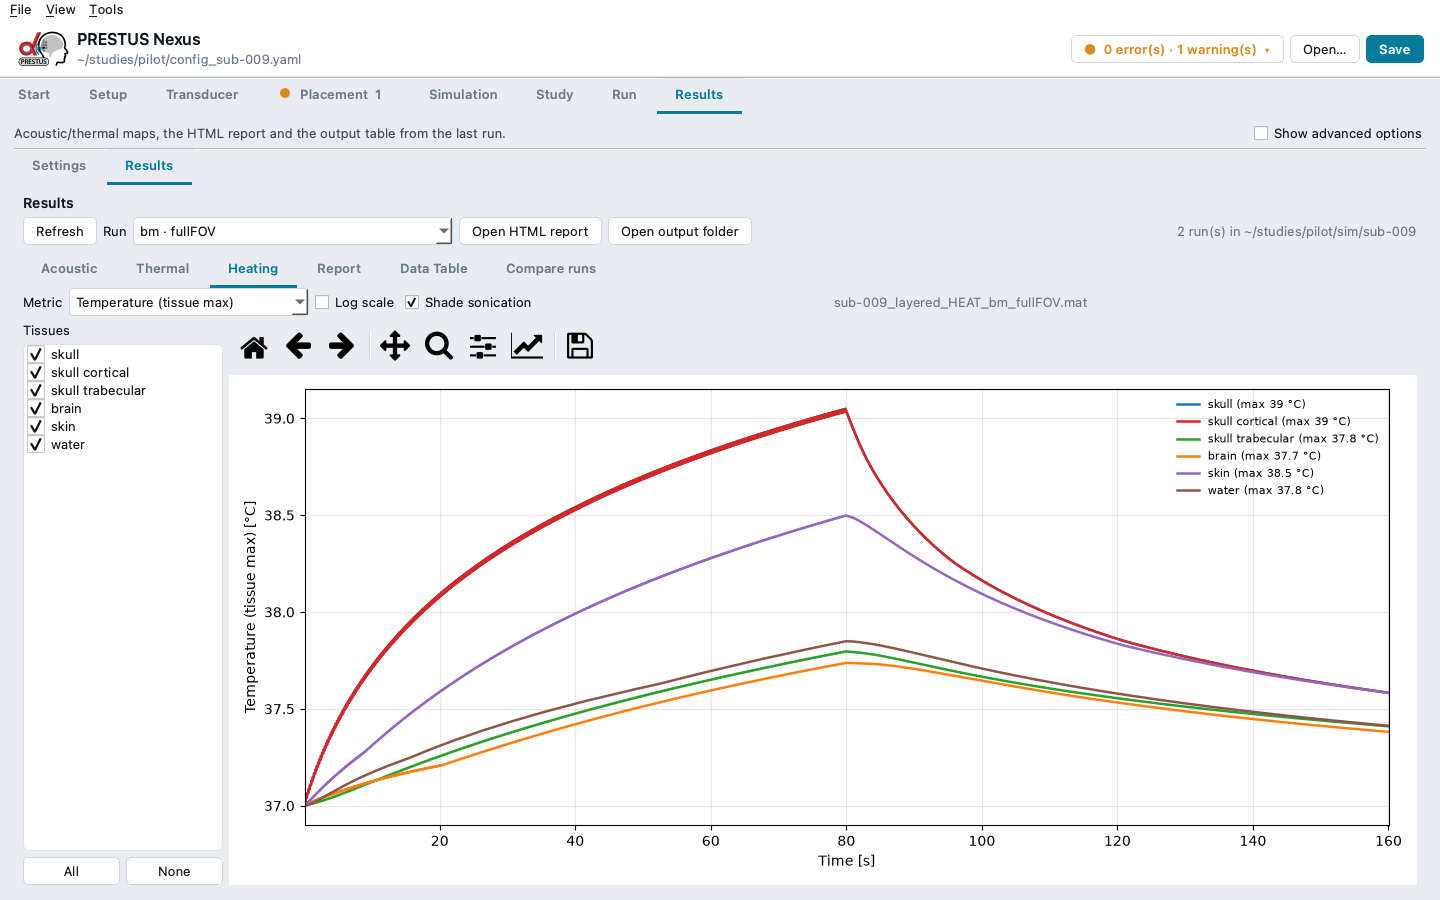 File View Tools
PRESTUS Nexus
~/studies/pilot/config_sub-009.yaml
PRESTUS
0 error(s) · 1 warning(s) ▾
Open...
Save
Start Setup Transducer Placement 1 Simulation Study Run Results
Acoustic/thermal maps, the HTML report and the output table from the last run.
Show advanced options
Settings Results
Results
Refresh Run bm · fullFOV Open HTML report Open output folder
2 run(s) in ~/studies/pilot/sim/sub-009
Acoustic Thermal Heating Report Data Table Compare runs
Metric Temperature (tissue max) Log scale Shade sonication
sub-009_layered_HEAT_bm_fullFOV.mat
Tissues
skull
skull cortical
skull trabecular
brain
skin
water
All None
Temperature (tissue max) [°C]
39.0
38.5
38.0
37.5
37.0
skull (max 39 °C)
skull cortical (max 39 °C)
skull trabecular (max 37.8 °C)
brain (max 37.7 °C)
skin (max 38.5 °C)
water (max 37.8 °C)
20 40 60 80 100 120 140 160
Time [s]